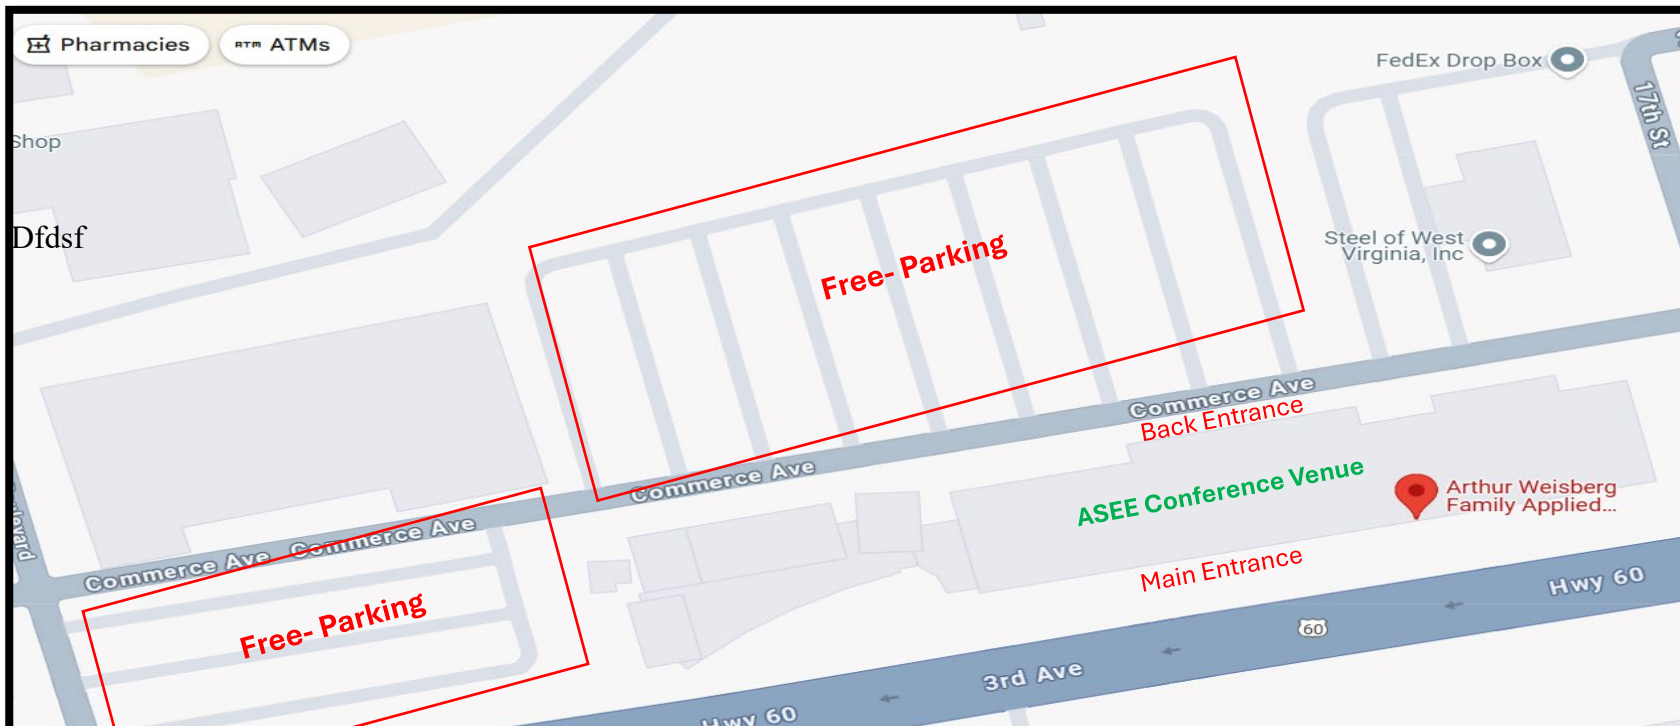 Pharmacies
ATM ATMs
FedEx Drop Box
17th St
Shop
Dfdsf
Steel of West
Virginia, Inc
Free- Parking
Commerce Ave
Back Entrance
Commerce Ave
ASEE Conference Venue
Arthur Weisberg
Family Applied...
Commerce Ave
Commerce Ave
Main Entrance
Hwy 60
60
Free- Parking
3rd Ave
Hwy 60